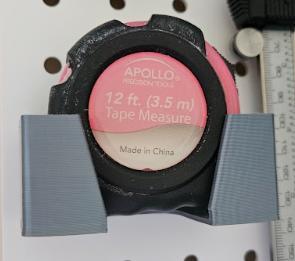 APOLLO®
PRECISION TOOLS
12 ft. (3.5 m)
Tape Measure
Made in China